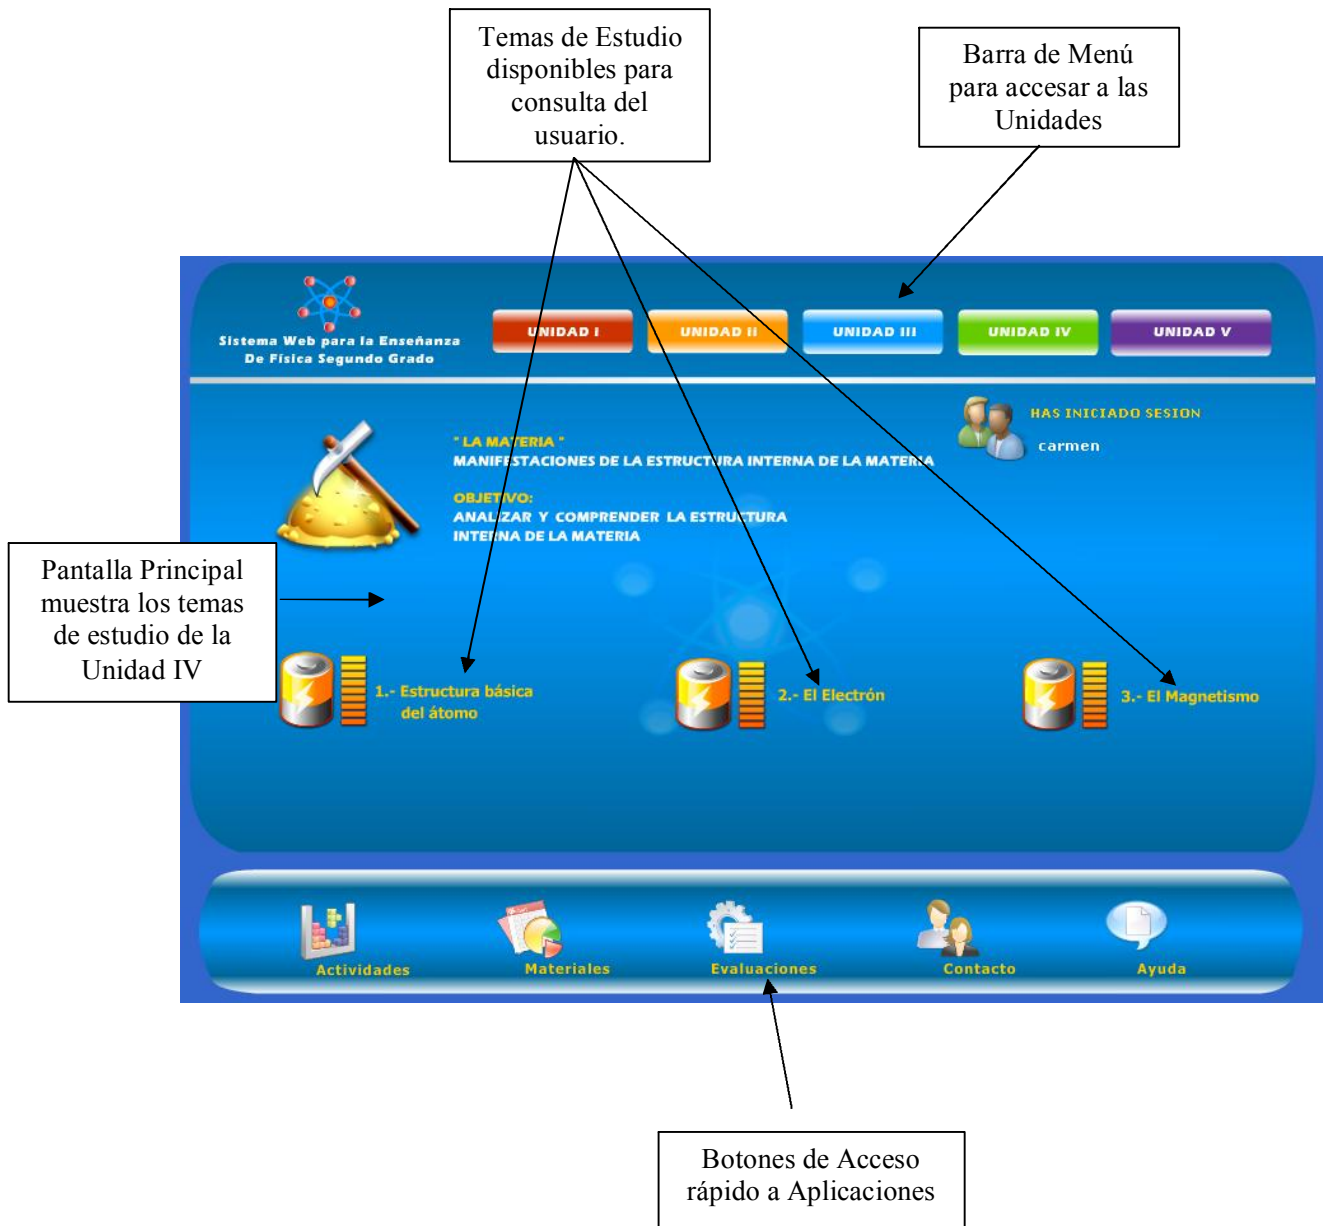 Temas de Estudio
disponibles para
consulta del
usuario.
Barra de Menú
para accesar a las
Unidades
Sistema Web para la Enseñanza
De Física Segundo Grado
UNIDAD I
UNIDAD II
UNIDAD III
UNIDAD IV
UNIDAD V
HAS INICIADO SESION
carmen
" LA MATERIA "
MANIFESTACIONES DE LA ESTRUCTURA INTERNA DE LA MATERIA
OBJETIVO:
ANALIZAR Y COMPRENDER LA ESTRUCTURA
INTERNA DE LA MATERIA
Pantalla Principal
muestra los temas
de estudio de la
Unidad IV
1.- Estructura básica
del átomo
2.- El Electrón
3.- El Magnetismo
Actividades
Materiales
Evaluaciones
Contacto
Ayuda
Botones de Acceso
rápido a Aplicaciones